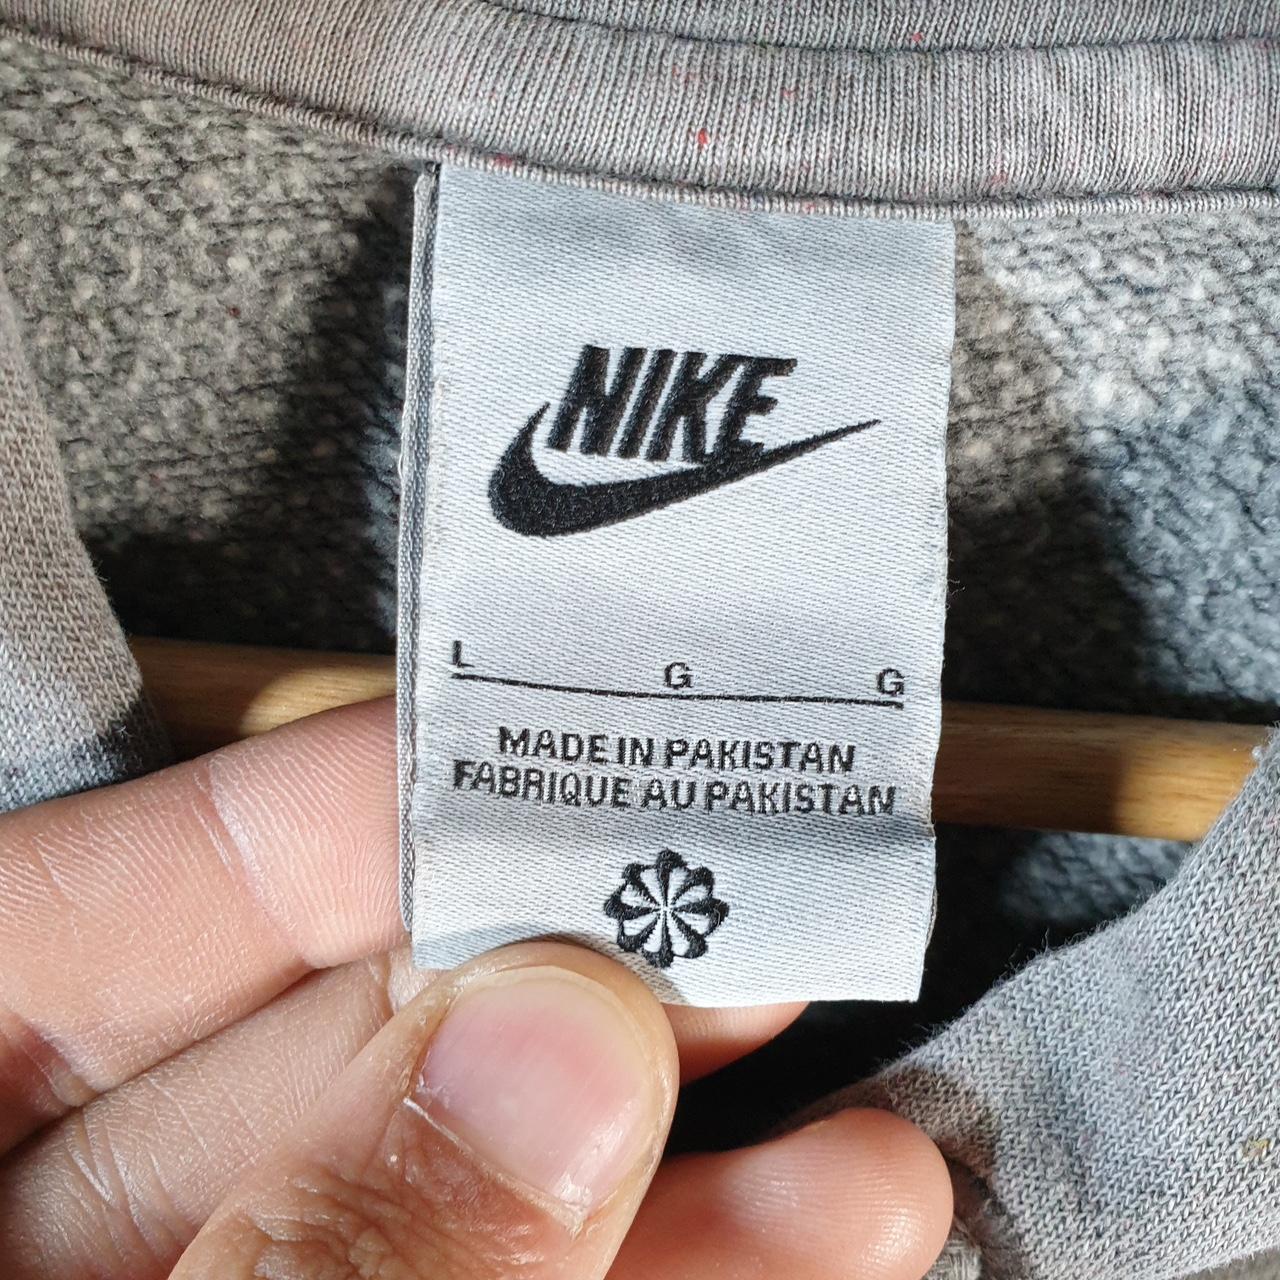 NIKE
L G G
MADE IN PAKISTAN
FABRIQUE AU PAKISTAN